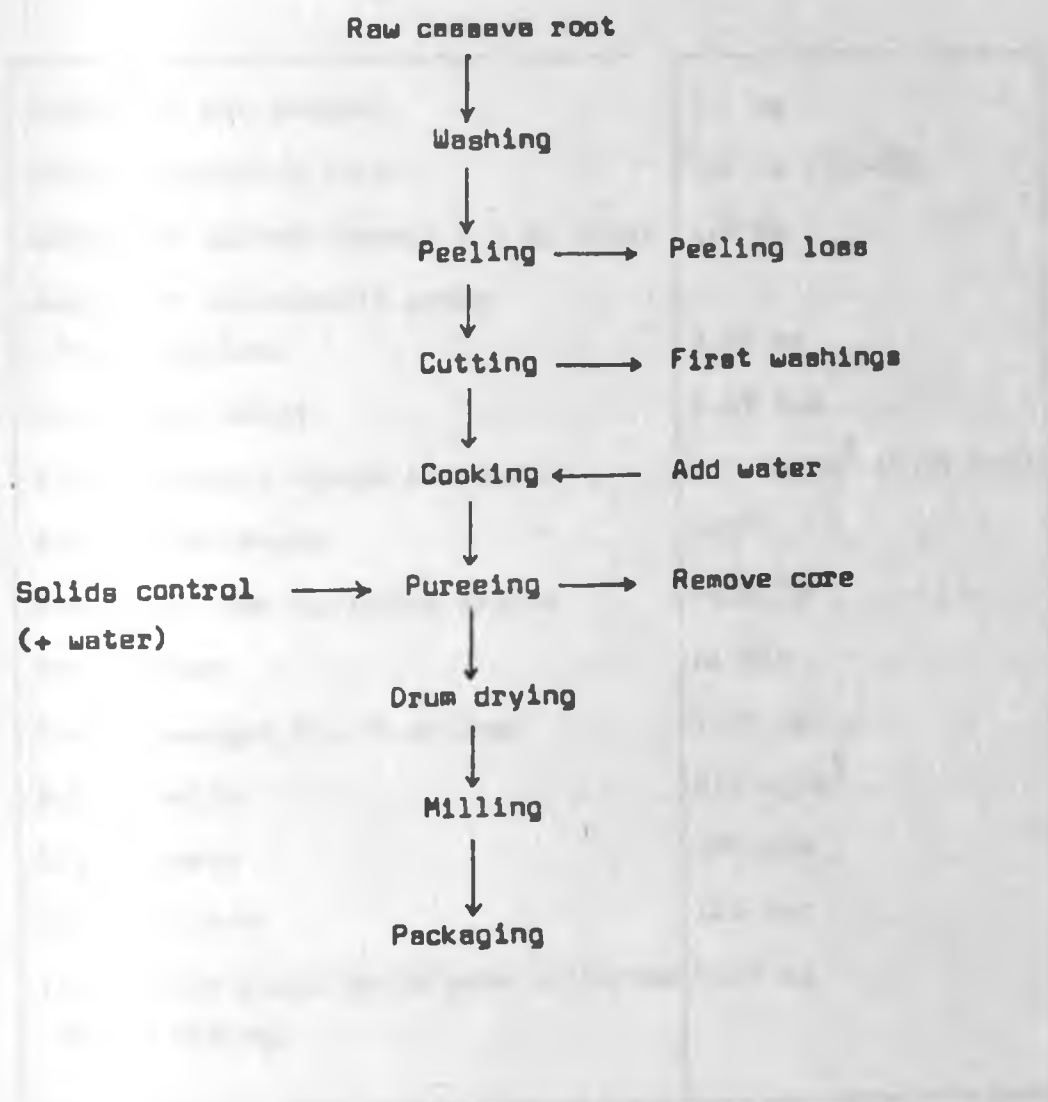 Raw cassava root
Washing
Peeling
Peeling loss
Cutting
First washings
Cooking
Add water
Solids control
(+ water)
Pureeing
Remove core
Drum drying
Milling
Packaging